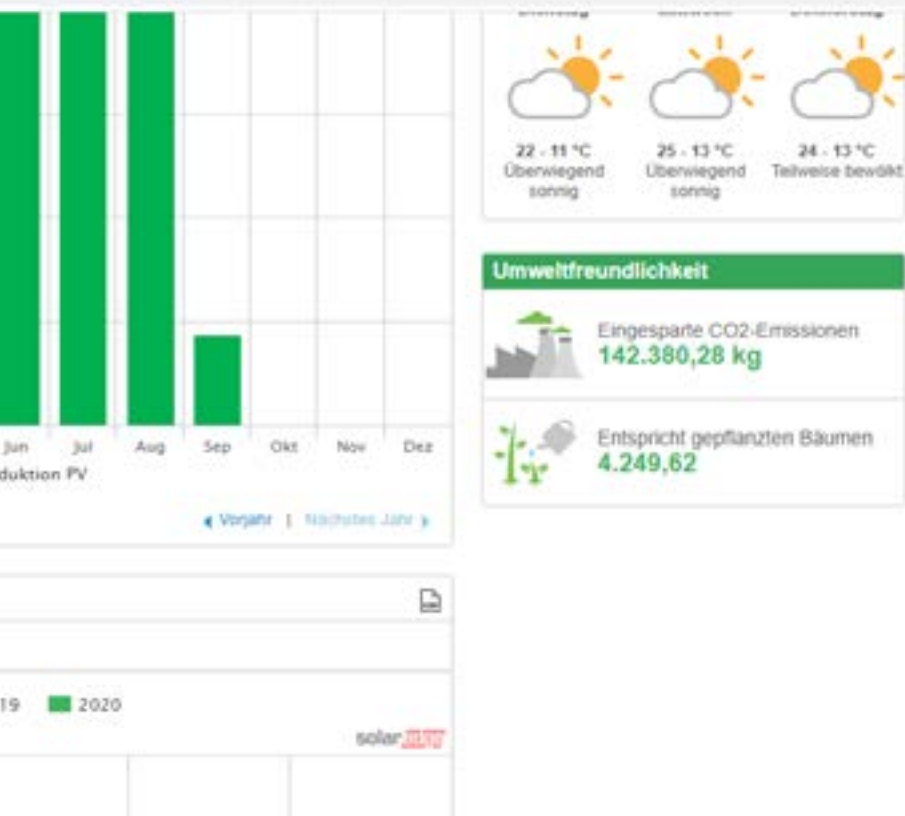 22 - 11 °C
Überwiegend
sonnig
25 - 13 °C
Überwiegend
sonnig
24 - 13 °C
Teilweise bewölkt
Umweltfreundlichkeit
Eingesparte CO2-Emissionen
142.380,28 kg
Entspricht gepflanzten Bäumen
4.249,62
Jun Jul Aug Sep Okt Nov Dez
duktion PV
Vorjahr | Nächstes Jahr
19 2020
solaredge